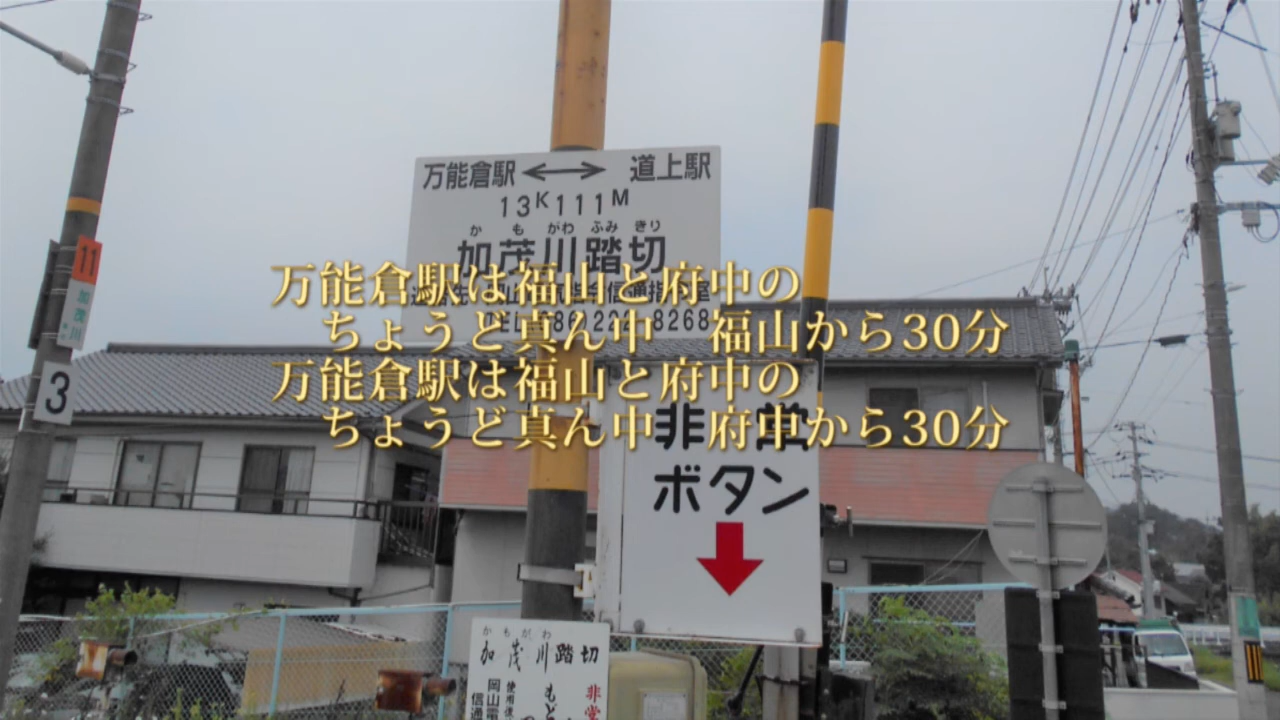 万能倉駅⟷道上駅
13K111M
か も がわ ふみ きり
加茂川踏切
万能倉駅は福山と府中の
ちょうど真ん中 福山から30分
万能倉駅は福山と府中の
ちょうど真ん中 府中から30分
非常
ボタン
11
加茂川
3
かもがわ
加茂川踏切